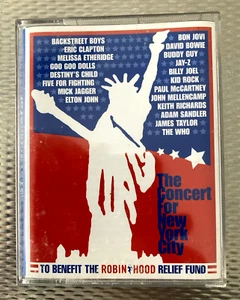 BACKSTREET BOYS
ERIC CLAPTON
MELISSA ETHERIDGE
GOO GOO DOLLS
DESTINY'S CHILD
FIVE FOR FIGHTING
MICK JAGGER
ELTON JOHN
BON JOVI
DAVID BOWIE
BUDDY GUY
JAY-Z
BILLY JOEL
KID ROCK
PAUL McCARTNEY
JOHN MELLENCAMP
KEITH RICHARDS
ADAM SANDLER
JAMES TAYLOR
THE WHO
The
Concert
For
New
York
City
TO BENEFIT THE ROBIN HOOD RELIEF FUND